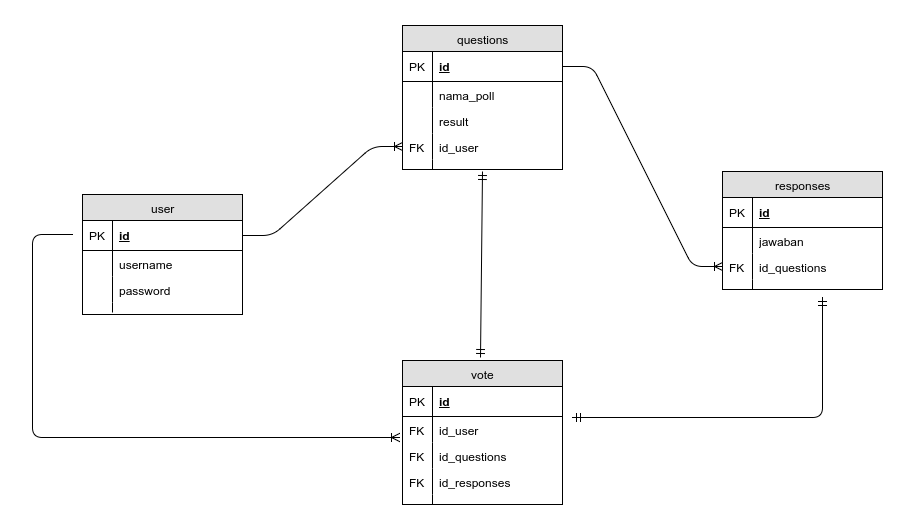 questions
PK id
nama_poll
result
FK id_user
user
PK id
username
password
responses
PK id
jawaban
FK id_questions
vote
PK id
FK id_user
FK id_questions
FK id_responses